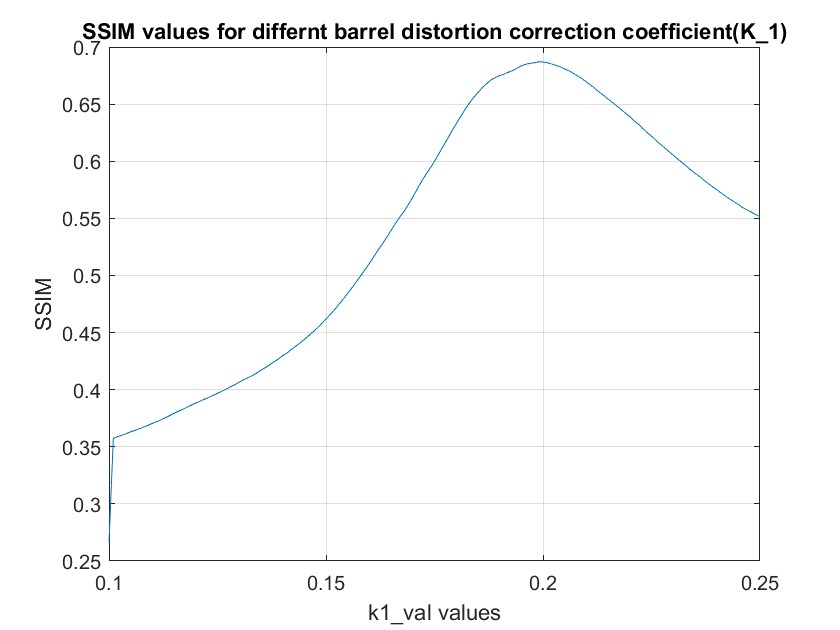 SSIM values for differnt barrel distortion correction coefficient(K_1)
0.7
0.65
0.6
0.55
0.5
0.45
0.4
0.35
0.3
0.25
SSIM
0.1 0.15 0.2 0.25
k1_val values